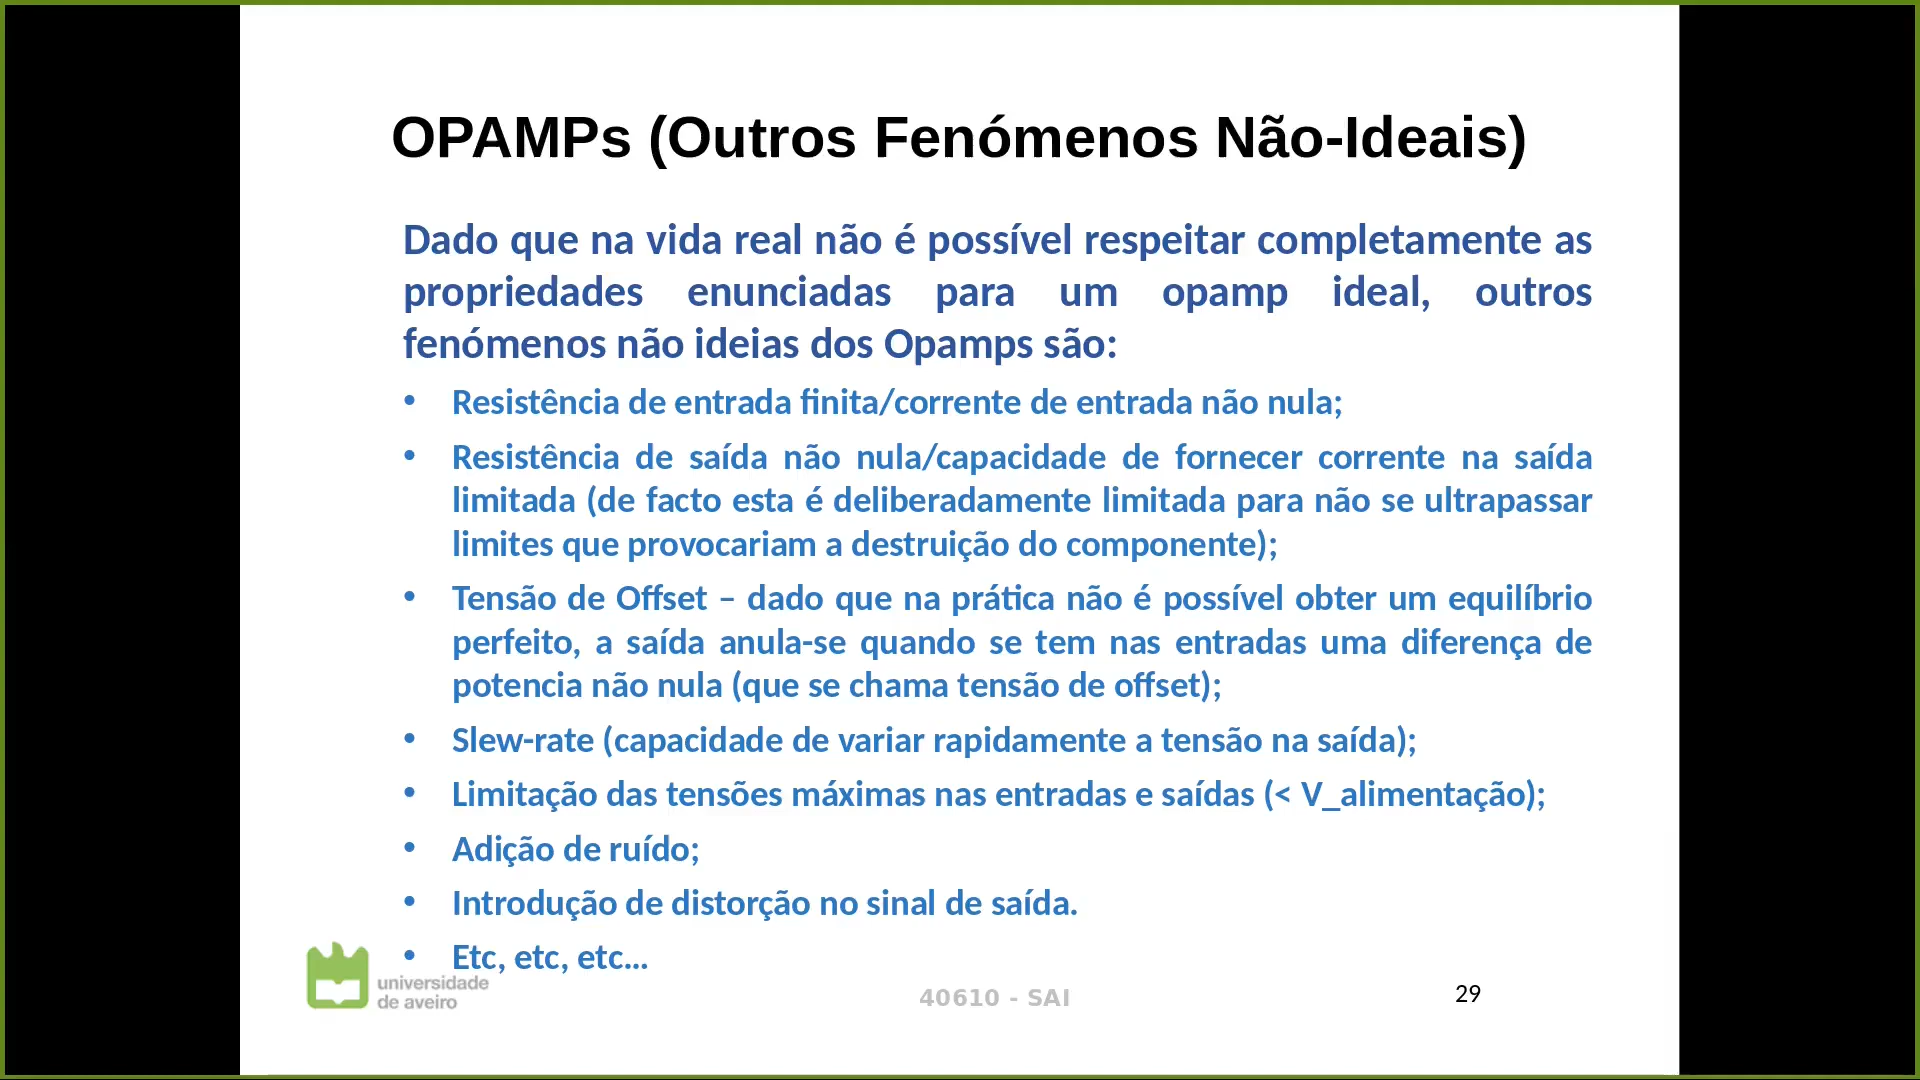 OPAMPs (Outros Fenómenos Não-Ideais)
Dado que na vida real não é possível respeitar completamente as
propriedades enunciadas para um opamp ideal, outros
fenómenos não ideias dos Opamps são:
• Resistência de entrada finita/corrente de entrada não nula;
• Resistência de saída não nula/capacidade de fornecer corrente na saída
limitada (de facto esta é deliberadamente limitada para não se ultrapassar
limites que provocariam a destruição do componente);
• Tensão de Offset – dado que na prática não é possível obter um equilíbrio
perfeito, a saída anula-se quando se tem nas entradas uma diferença de
potencia não nula (que se chama tensão de offset);
• Slew-rate (capacidade de variar rapidamente a tensão na saída);
• Limitação das tensões máximas nas entradas e saídas (< V_alimentação);
• Adição de ruído;
• Introdução de distorção no sinal de saída.
• Etc, etc, etc...
universidade
de aveiro
40610 - SAI
29